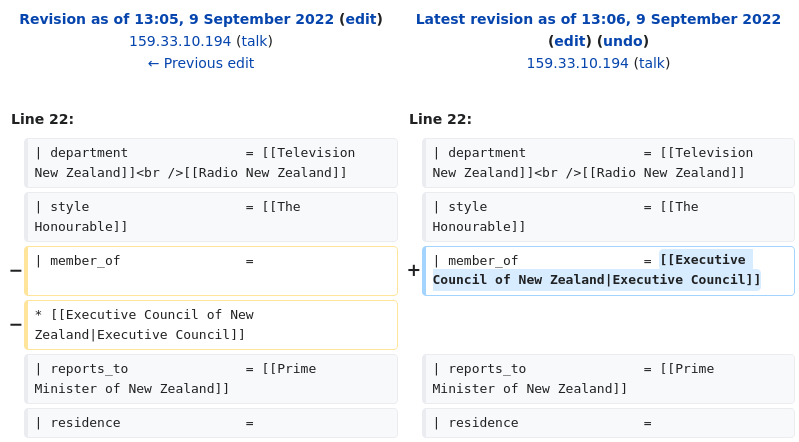 Revision as of 13:05, 9 September 2022 (edit)
159.33.10.194 (talk)
← Previous edit
Latest revision as of 13:06, 9 September 2022
(edit) (undo)
159.33.10.194 (talk)
Line 22:
Line 22:
| department = [[Television
New Zealand]]<br />[[Radio New Zealand]]
| department = [[Television
New Zealand]]<br />[[Radio New Zealand]]
| style = [[The
Honourable]]
| style = [[The
Honourable]]
− | member_of =
+ | member_of = [[Executive
Council of New Zealand|Executive Council]]
− * [[Executive Council of New
Zealand|Executive Council]]
| reports_to = [[Prime
Minister of New Zealand]]
| reports_to = [[Prime
Minister of New Zealand]]
| residence =
| residence =